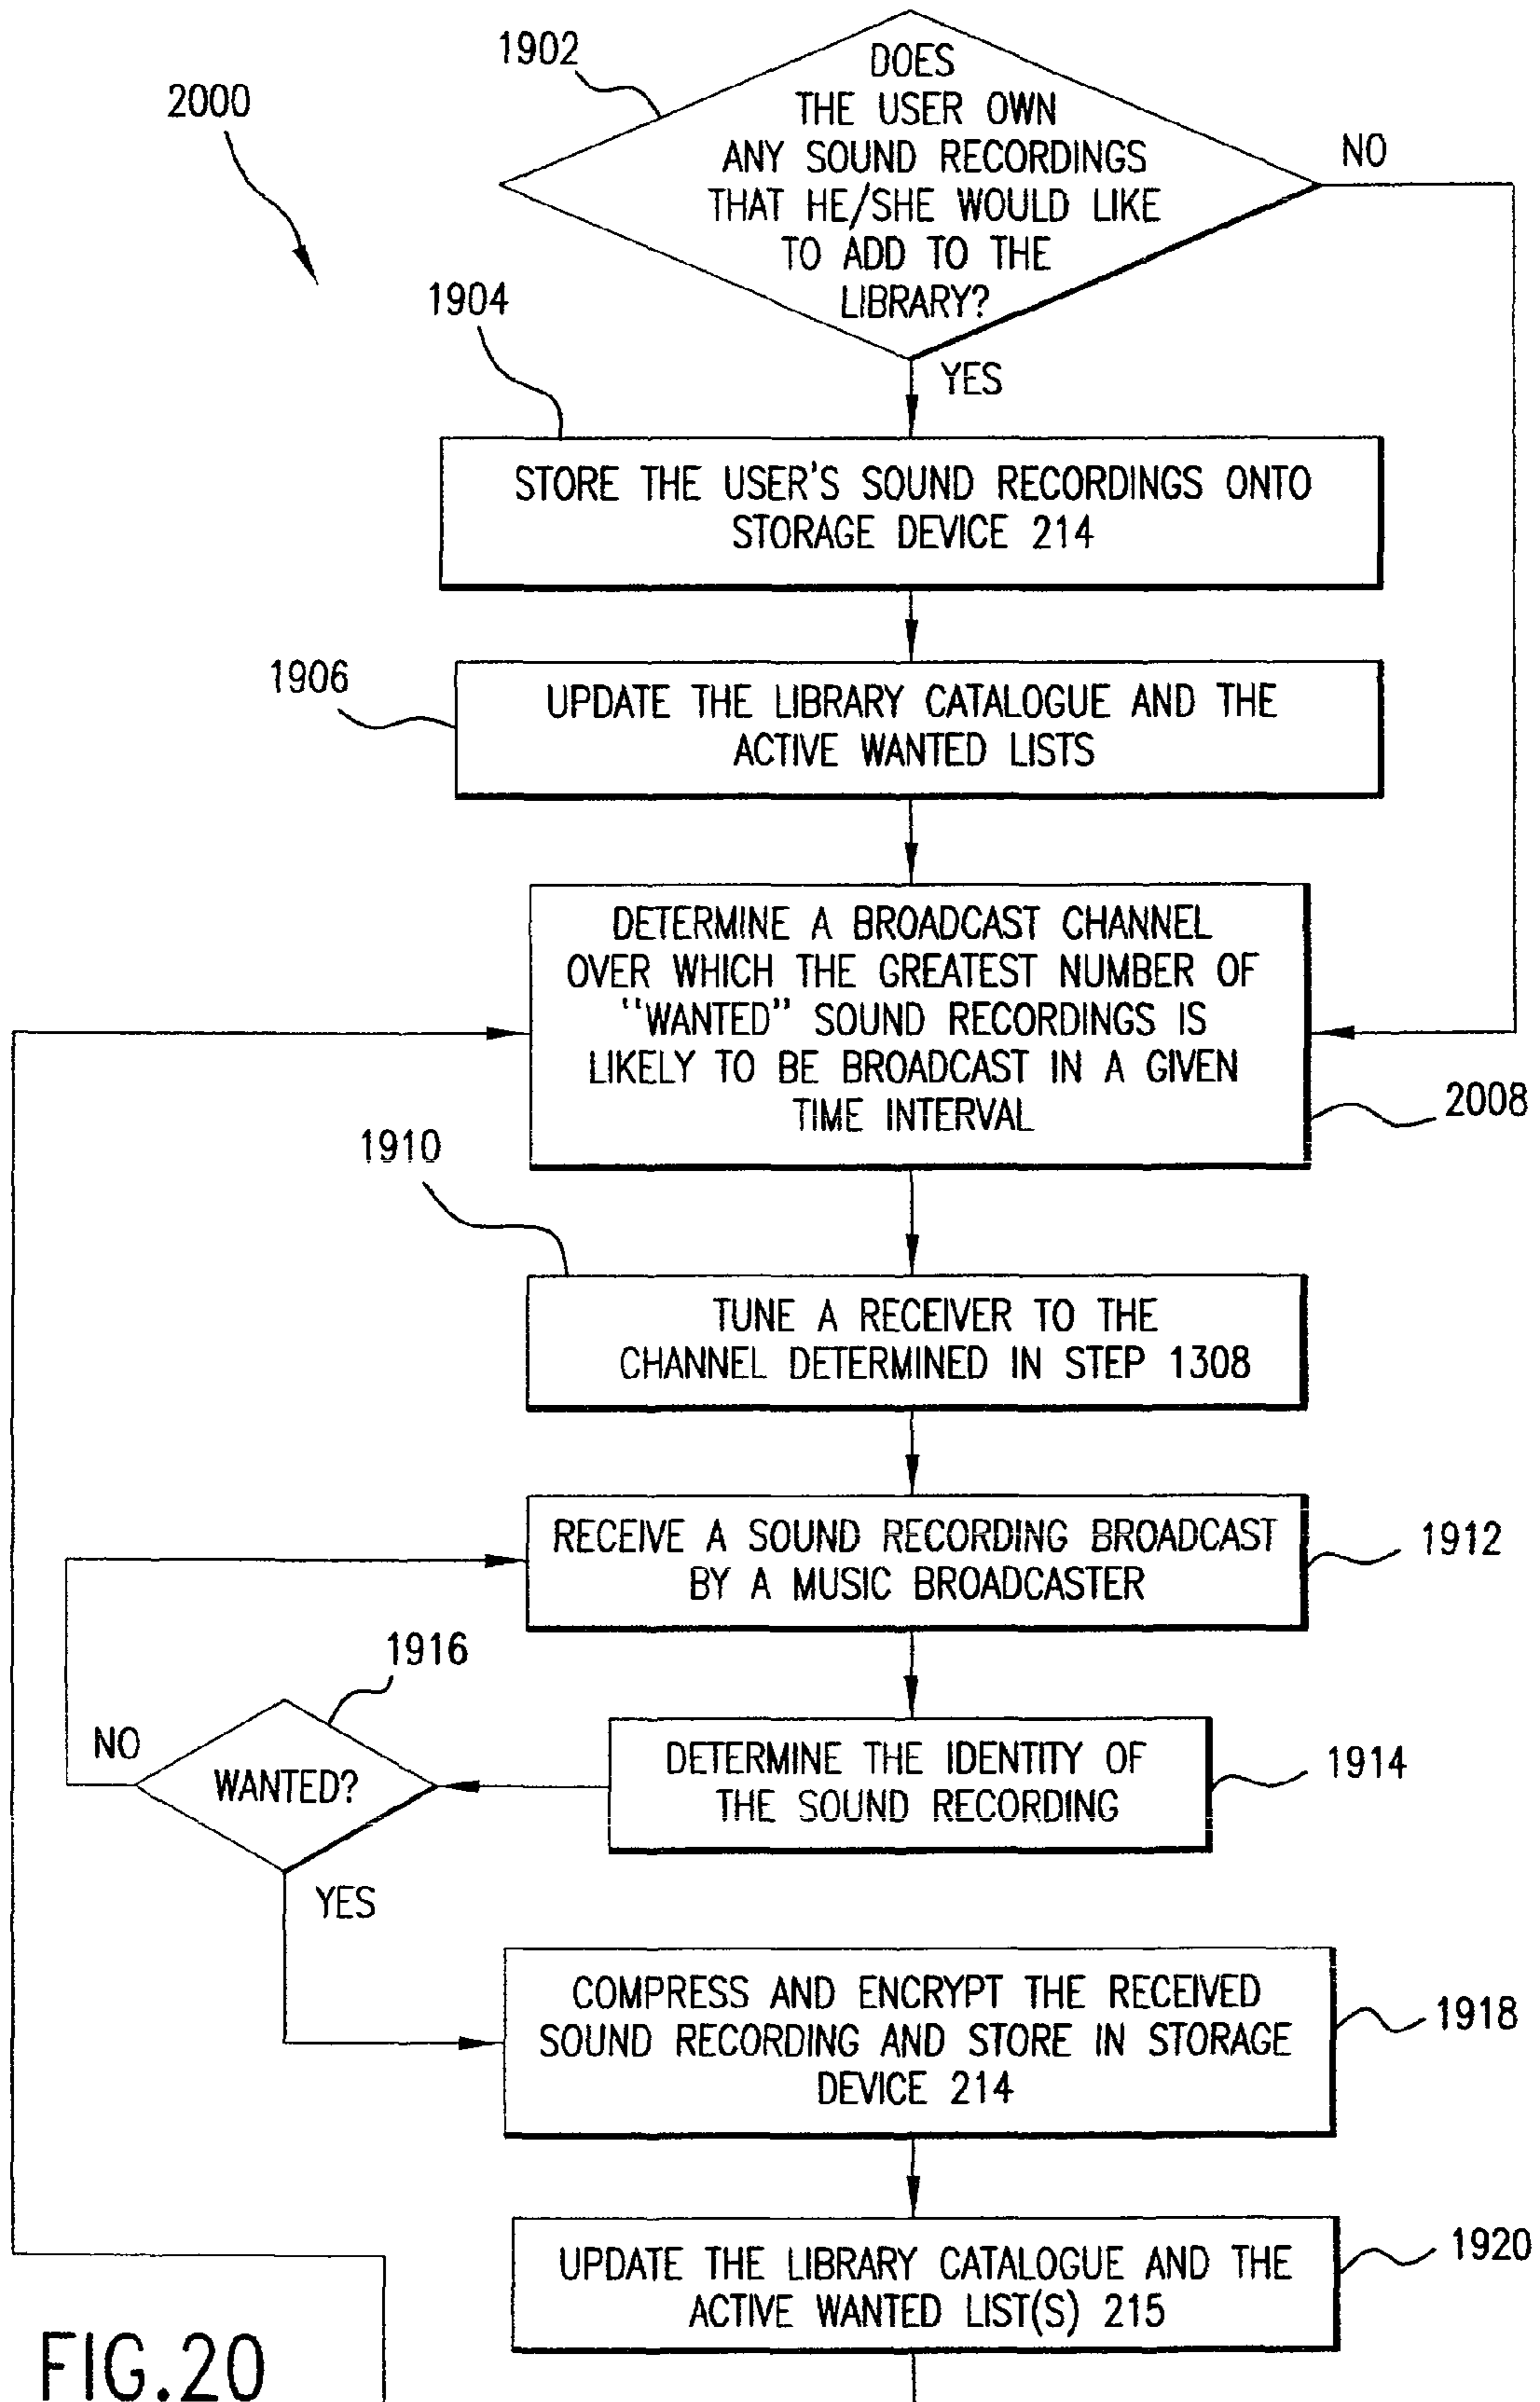 1902
2000
DOES
THE USER OWN
ANY SOUND RECORDINGS
THAT HE/SHE WOULD LIKE
TO ADD TO THE
LIBRARY?
NO
YES
1904
STORE THE USER'S SOUND RECORDINGS ONTO
STORAGE DEVICE 214
1906
UPDATE THE LIBRARY CATALOGUE AND THE
ACTIVE WANTED LISTS
DETERMINE A BROADCAST CHANNEL
OVER WHICH THE GREATEST NUMBER OF
"WANTED" SOUND RECORDINGS IS
LIKELY TO BE BROADCAST IN A GIVEN
TIME INTERVAL
2008
1910
TUNE A RECEIVER TO THE
CHANNEL DETERMINED IN STEP 1308
RECEIVE A SOUND RECORDING BROADCAST
BY A MUSIC BROADCASTER
1912
1916
NO
WANTED?
YES
DETERMINE THE IDENTITY OF
THE SOUND RECORDING
1914
COMPRESS AND ENCRYPT THE RECEIVED
SOUND RECORDING AND STORE IN STORAGE
DEVICE 214
1918
UPDATE THE LIBRARY CATALOGUE AND THE
ACTIVE WANTED LIST(S) 215
1920
FIG.20